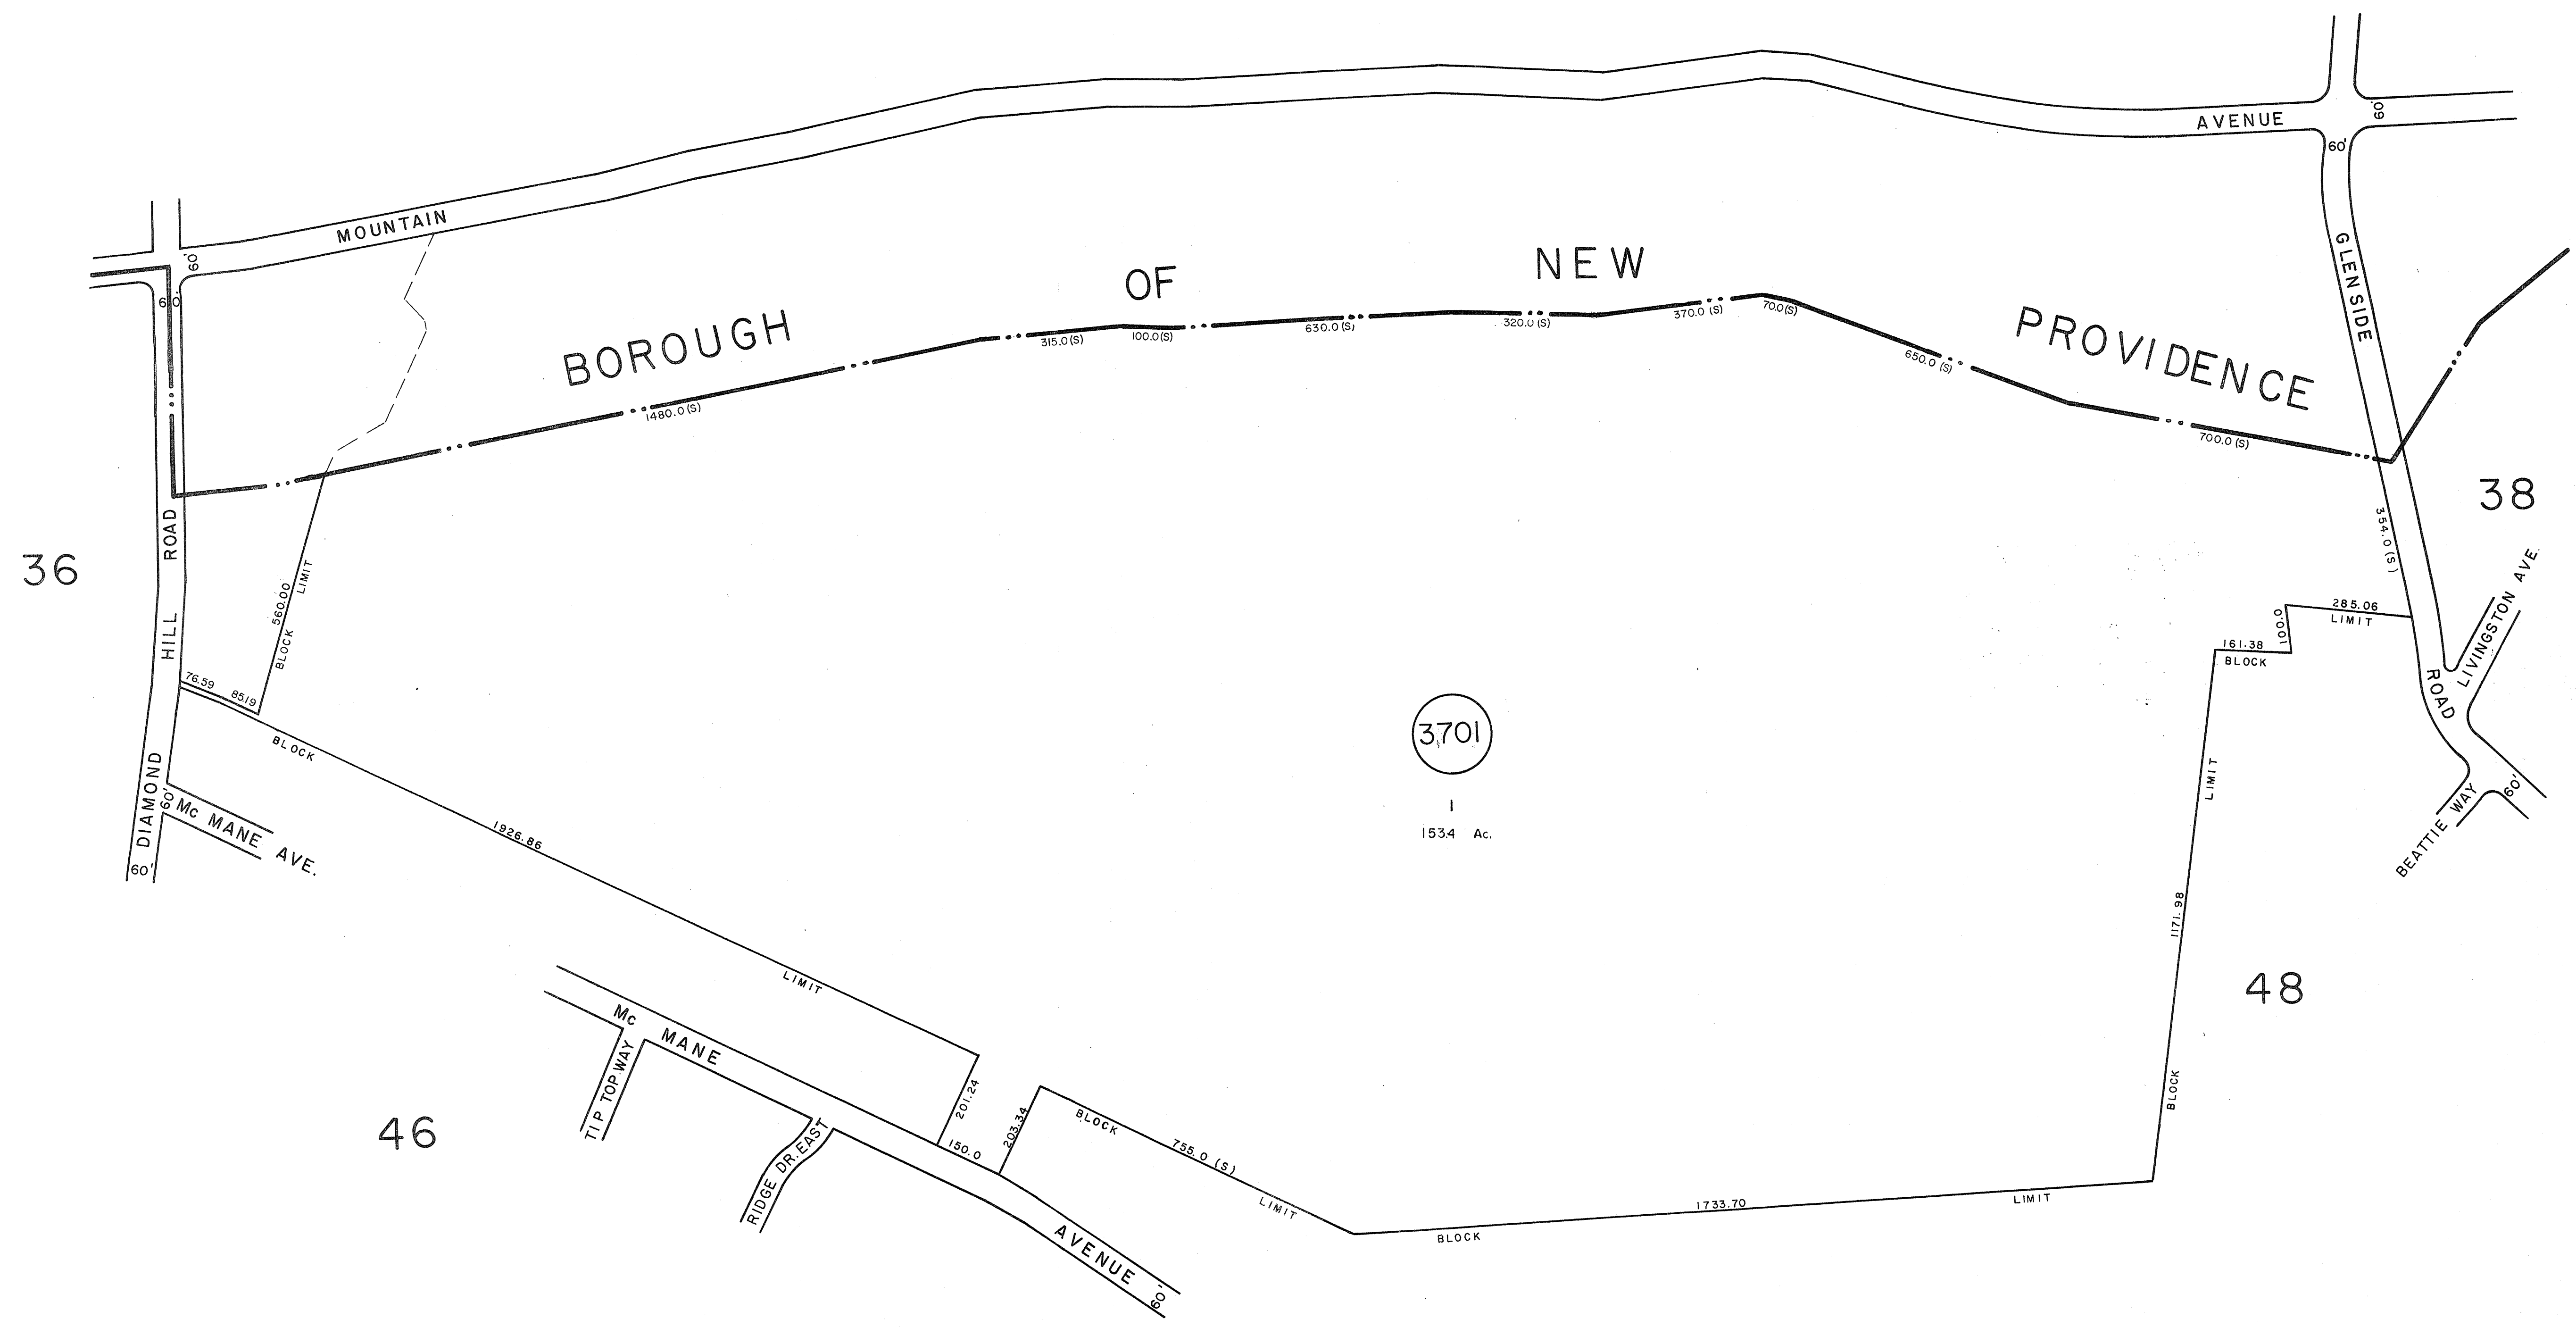 AVENUE
60'
60'
MOUNTAIN
60'
60'
GLENSIDE
BOROUGH OF NEW PROVIDENCE
1480.0 (S)
315.0 (S)
100.0 (S)
630.0 (S)
320.0 (S)
370.0 (S)
70.0 (S)
650.0 (S)
700.0 (S)
354.0 (S)
38
36
DIAMOND HILL ROAD
560.00
BLOCK LIMIT
76.59
85.19
BLOCK
1926.86
LIMIT
60'
60'
Mc MANE AVE.
3701
1
153.4 Ac.
285.06
LIMIT
100.0
161.38
BLOCK
LIMIT
1171.98
BLOCK
ROAD
LIVINGSTON AVE.
BEATTIE WAY
60'
48
46
Mc MANE AVENUE
60'
TIP TOP WAY
RIDGE DR. EAST
201.24
150.0
203.34
BLOCK
755.0 (S)
LIMIT
BLOCK
1733.70
LIMIT